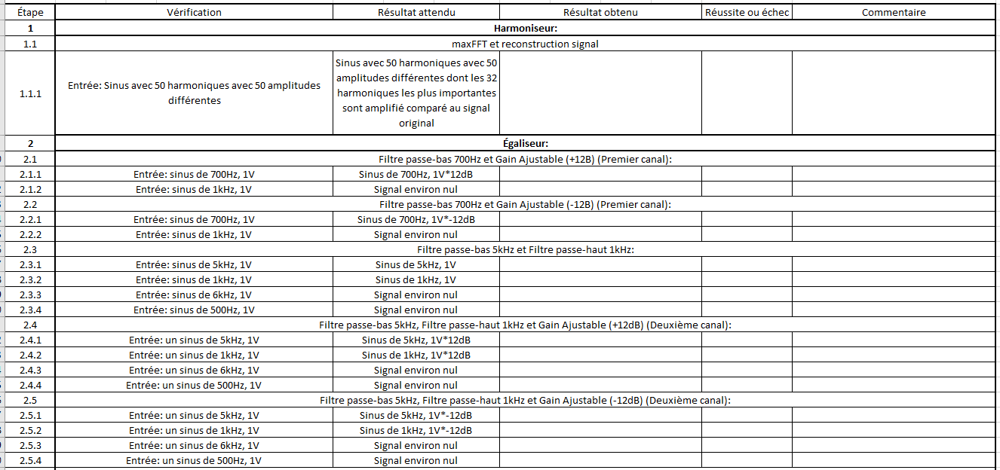 Étape Vérification Résultat attendu Résultat obtenu Réussite ou échec Commentaire
1 Harmoniseur:
1.1 maxFFT et reconstruction signal
1.1.1 Entrée: Sinus avec 50 harmoniques avec 50 amplitudes
différentes
Sinus avec 50 harmoniques avec 50
amplitudes différentes dont les 32
harmoniques les plus importantes
sont amplifié comparé au signal
original
2 Égaliseur:
2.1 Filtre passe-bas 700Hz et Gain Ajustable (+12B) (Premier canal):
2.1.1 Entrée: sinus de 700Hz, 1V Sinus de 700Hz, 1V*12dB
2.1.2 Entrée: sinus de 1kHz, 1V Signal environ nul
2.2 Filtre passe-bas 700Hz et Gain Ajustable (-12B) (Premier canal):
2.2.1 Entrée: sinus de 700Hz, 1V Sinus de 700Hz, 1V*-12dB
2.2.2 Entrée: sinus de 1kHz, 1V Signal environ nul
2.3 Filtre passe-bas 5kHz et Filtre passe-haut 1kHz:
2.3.1 Entrée: sinus de 5kHz, 1V Sinus de 5kHz, 1V
2.3.2 Entrée: sinus de 1kHz, 1V Sinus de 1kHz, 1V
2.3.3 Entrée: sinus de 6kHz, 1V Signal environ nul
2.3.4 Entrée: sinus de 500Hz, 1V Signal environ nul
2.4 Filtre passe-bas 5kHz, Filtre passe-haut 1kHz et Gain Ajustable (+12dB) (Deuxième canal):
2.4.1 Entrée: un sinus de 5kHz, 1V Sinus de 5kHz, 1V*12dB
2.4.2 Entrée: un sinus de 1kHz, 1V Sinus de 1kHz, 1V*12dB
2.4.3 Entrée: un sinus de 6kHz, 1V Signal environ nul
2.4.4 Entrée: un sinus de 500Hz, 1V Signal environ nul
2.5 Filtre passe-bas 5kHz, Filtre passe-haut 1kHz et Gain Ajustable (-12dB) (Deuxième canal):
2.5.1 Entrée: un sinus de 5kHz, 1V Sinus de 5kHz, 1V*-12dB
2.5.2 Entrée: un sinus de 1kHz, 1V Sinus de 1kHz, 1V*-12dB
2.5.3 Entrée: un sinus de 6kHz, 1V Signal environ nul
2.5.4 Entrée: un sinus de 500Hz, 1V Signal environ nul